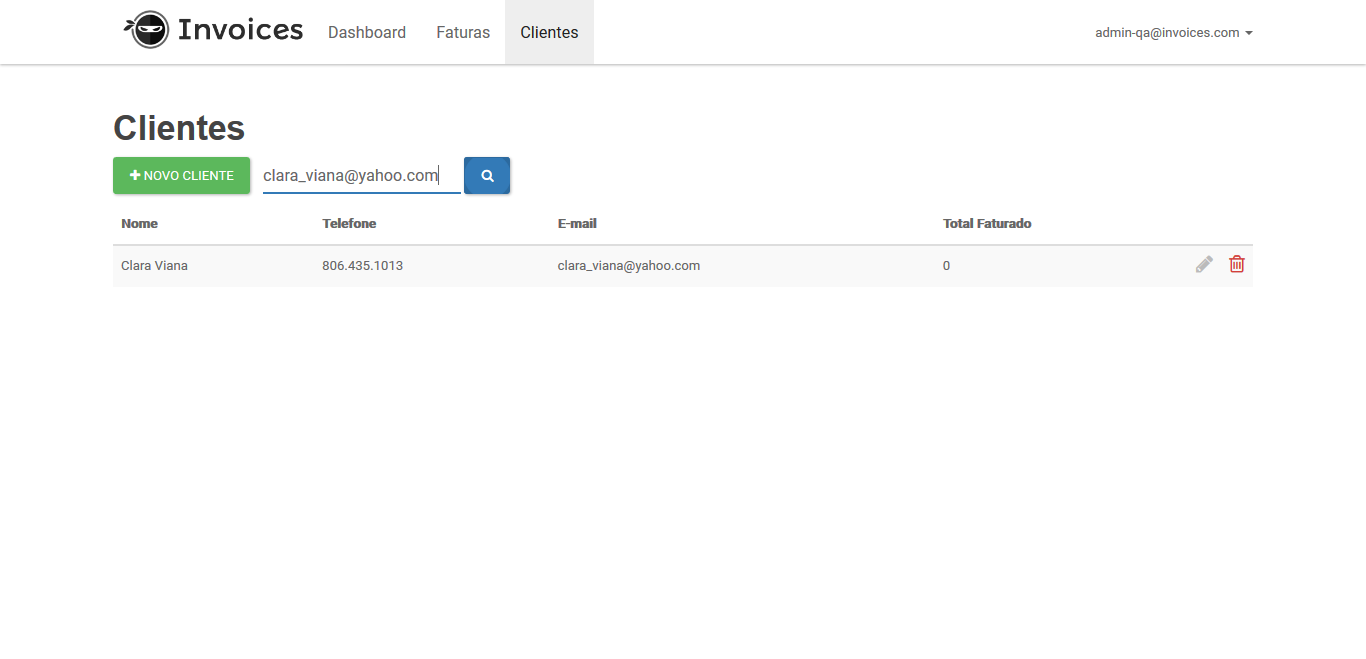 Invoices Dashboard Faturas Clientes admin-qa@invoices.com
Clientes
NOVO CLIENTE clara_viana@yahoo.com
Nome Telefone E-mail Total Faturado
Clara Viana 806.435.1013 clara_viana@yahoo.com 0